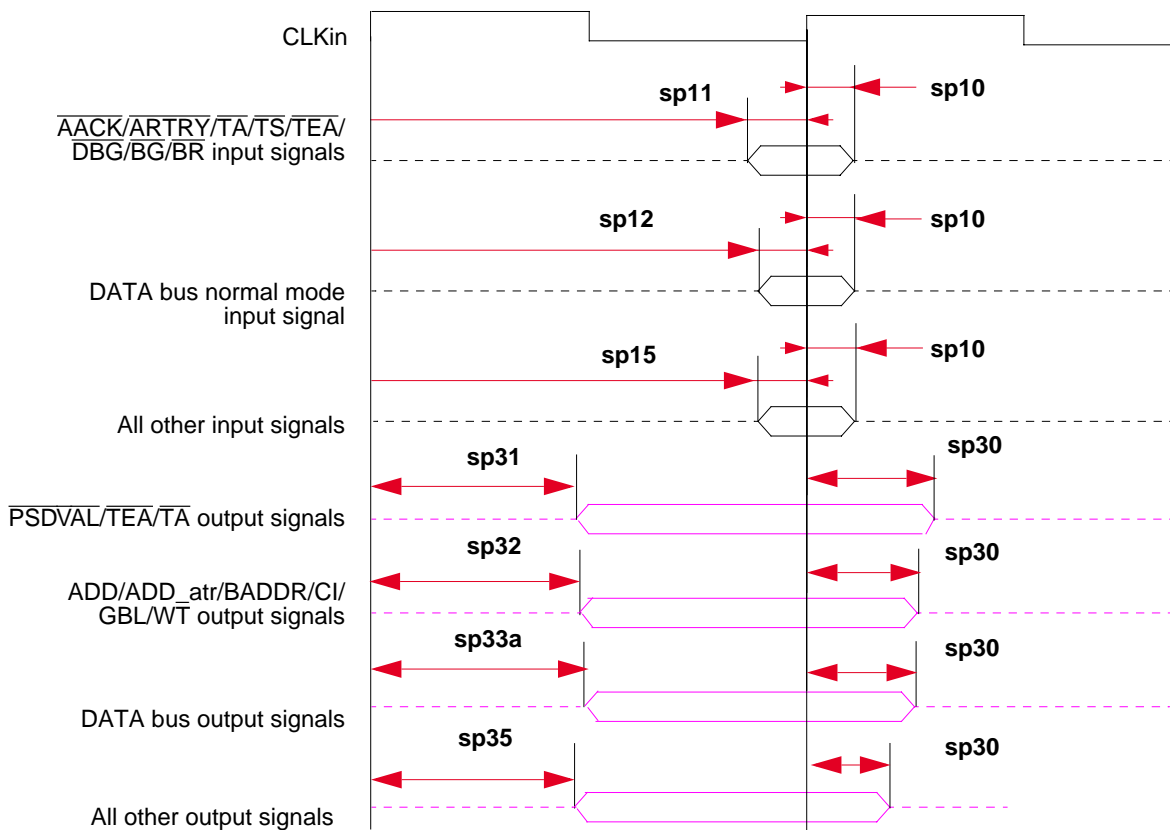 CLKin
sp10
sp11
AACK/ARTRY/TA/TS/TEA/
DBG/BG/BR input signals
sp10
sp12
DATA bus normal mode
input signal
sp10
sp15
All other input signals
sp31
sp30
PSDVAL/TEA/TA output signals
sp32
sp30
ADD/ADD_atr/BADDR/CI/
GBL/WT output signals
sp33a
sp30
DATA bus output signals
sp35
sp30
All other output signals